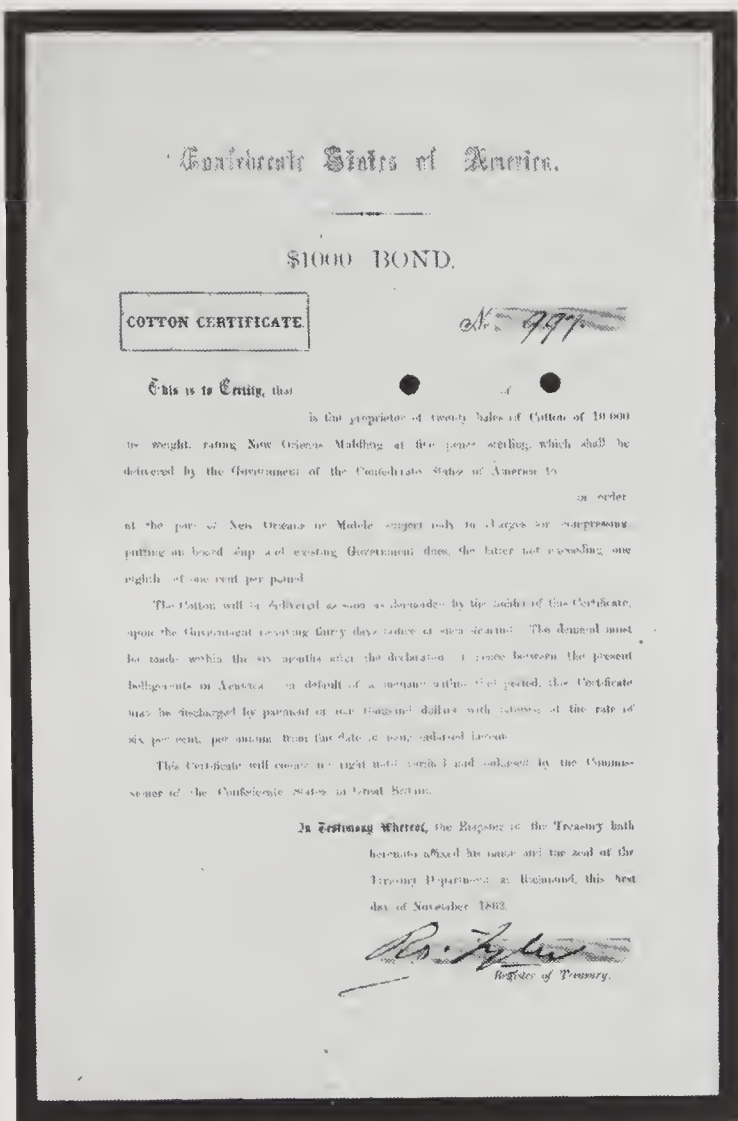 Confederate States of America.
$1000 BOND.
COTTON CERTIFICATE.
No. 997
This is to Certify, that of
is the proprietor of twenty bales of Cotton of 10.000
weight, rating New Orleans Middling at five pence sterling, which shall be
delivered by the Government of the Confederate States of America to
or order
at the port of New Orleans or Mobile subject only to charges for compressing
putting on board ship and existing Government dues, the latter not exceeding one
eighth of one cent per pound
The Cotton will be delivered as soon as demanded by the holder of this Certificate,
upon the Government receiving thirty days notice of such demand. The demand must
be made within the six months after the declaration of peace between the present
belligerents in America in default of a demand within that period, this Certificate
may be discharged by payment of one thousand dollars with interest at the rate of
six per cent. per annum from the date of issue endorsed hereon
This Certificate will convey no right until verified and endorsed by the Commis-
sioner of the Confederate States in Great Britain.
In Testimony Whereof, the Register of the Treasury hath
hereunto affixed his name and the seal of the
Treasury Department at Richmond, this first
day of November 1862.
Ro. Tyler
Register of Treasury.